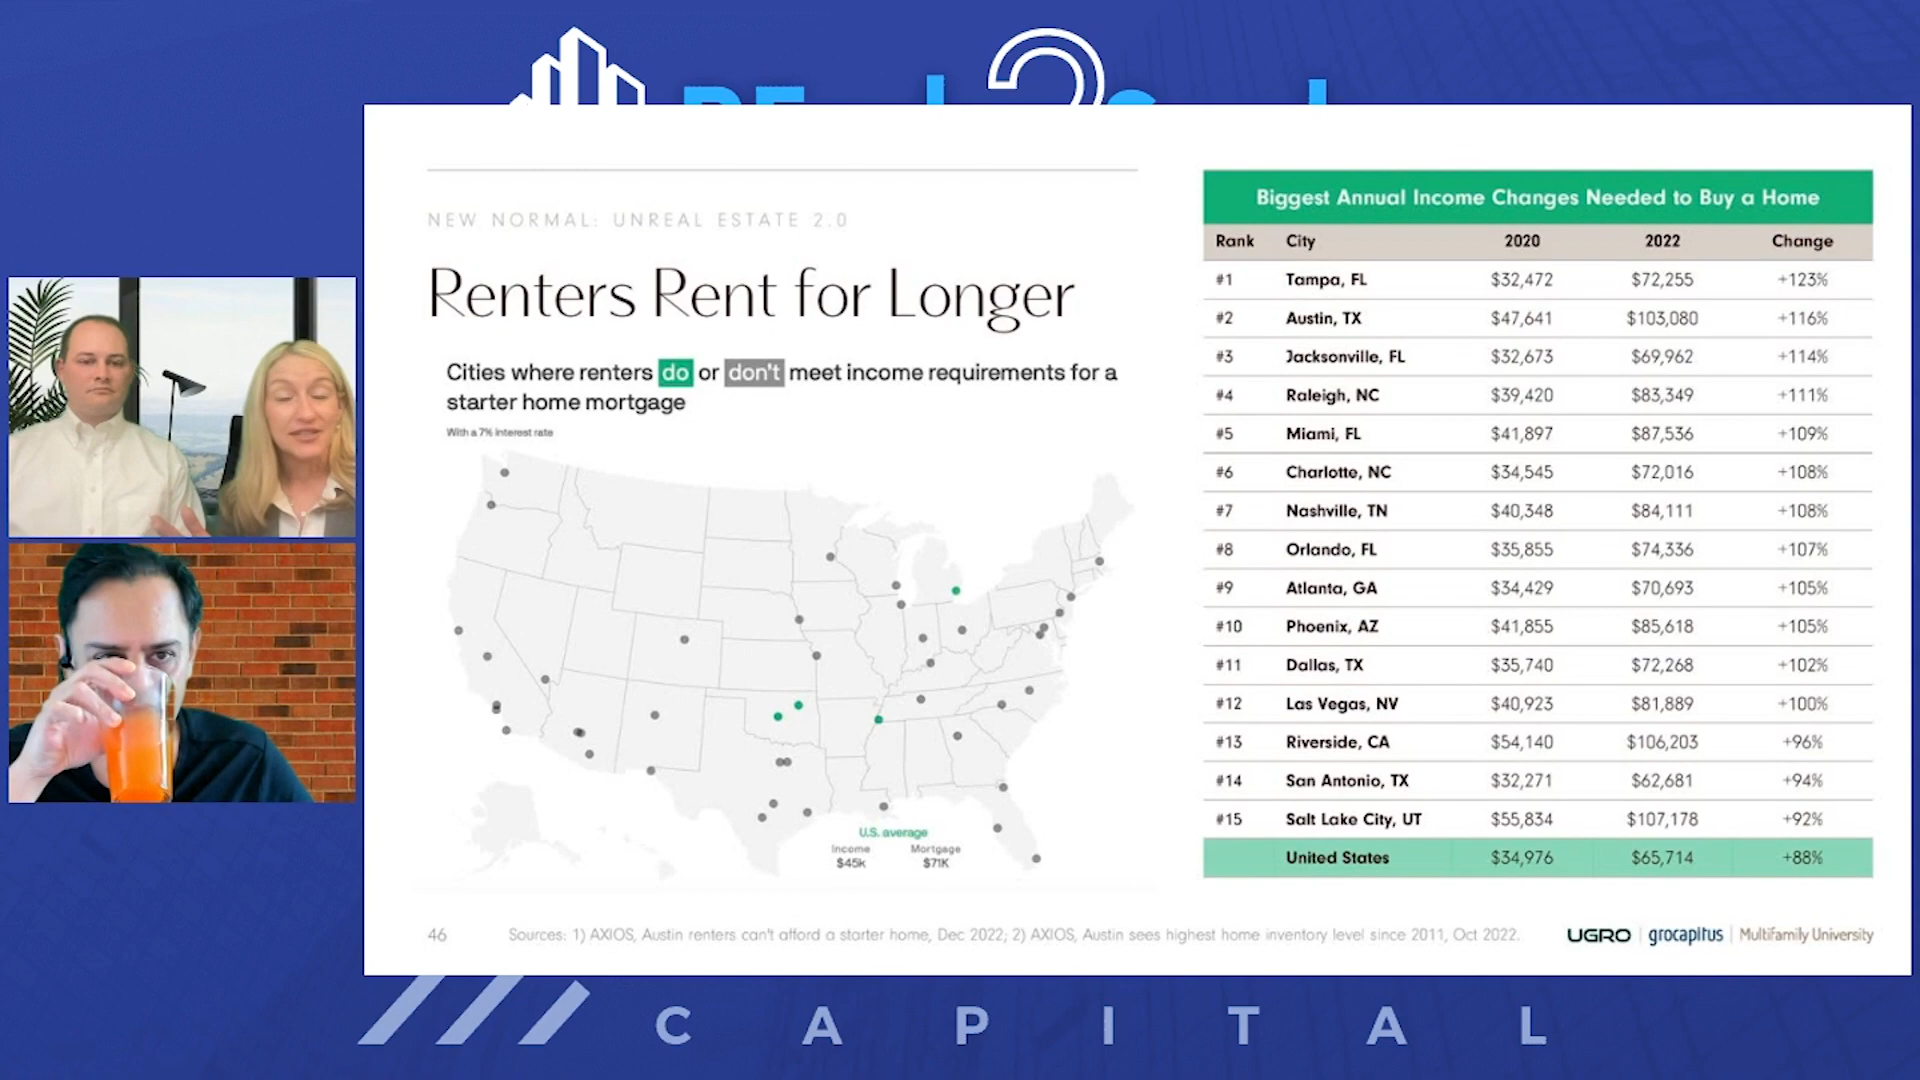 NEW NORMAL: UNREAL ESTATE 2.0
Renters Rent for Longer
Cities where renters do or don't meet income requirements for a
starter home mortgage
With a 7% interest rate
U.S. average
Income Mortgage
$45k $71K
Biggest Annual Income Changes Needed to Buy a Home
Rank City 2020 2022 Change
#1 Tampa, FL $32,472 $72,255 +123%
#2 Austin, TX $47,641 $103,080 +116%
#3 Jacksonville, FL $32,673 $69,962 +114%
#4 Raleigh, NC $39,420 $83,349 +111%
#5 Miami, FL $41,897 $87,536 +109%
#6 Charlotte, NC $34,545 $72,016 +108%
#7 Nashville, TN $40,348 $84,111 +108%
#8 Orlando, FL $35,855 $74,336 +107%
#9 Atlanta, GA $34,429 $70,693 +105%
#10 Phoenix, AZ $41,855 $85,618 +105%
#11 Dallas, TX $35,740 $72,268 +102%
#12 Las Vegas, NV $40,923 $81,889 +100%
#13 Riverside, CA $54,140 $106,203 +96%
#14 San Antonio, TX $32,271 $62,681 +94%
#15 Salt Lake City, UT $55,834 $107,178 +92%
United States $34,976 $65,714 +88%
46 Sources: 1) AXIOS, Austin renters can't afford a starter home, Dec 2022; 2) AXIOS, Austin sees highest home inventory level since 2011, Oct 2022.
UGRO | grocapitus | Multifamily University
CAPITAL